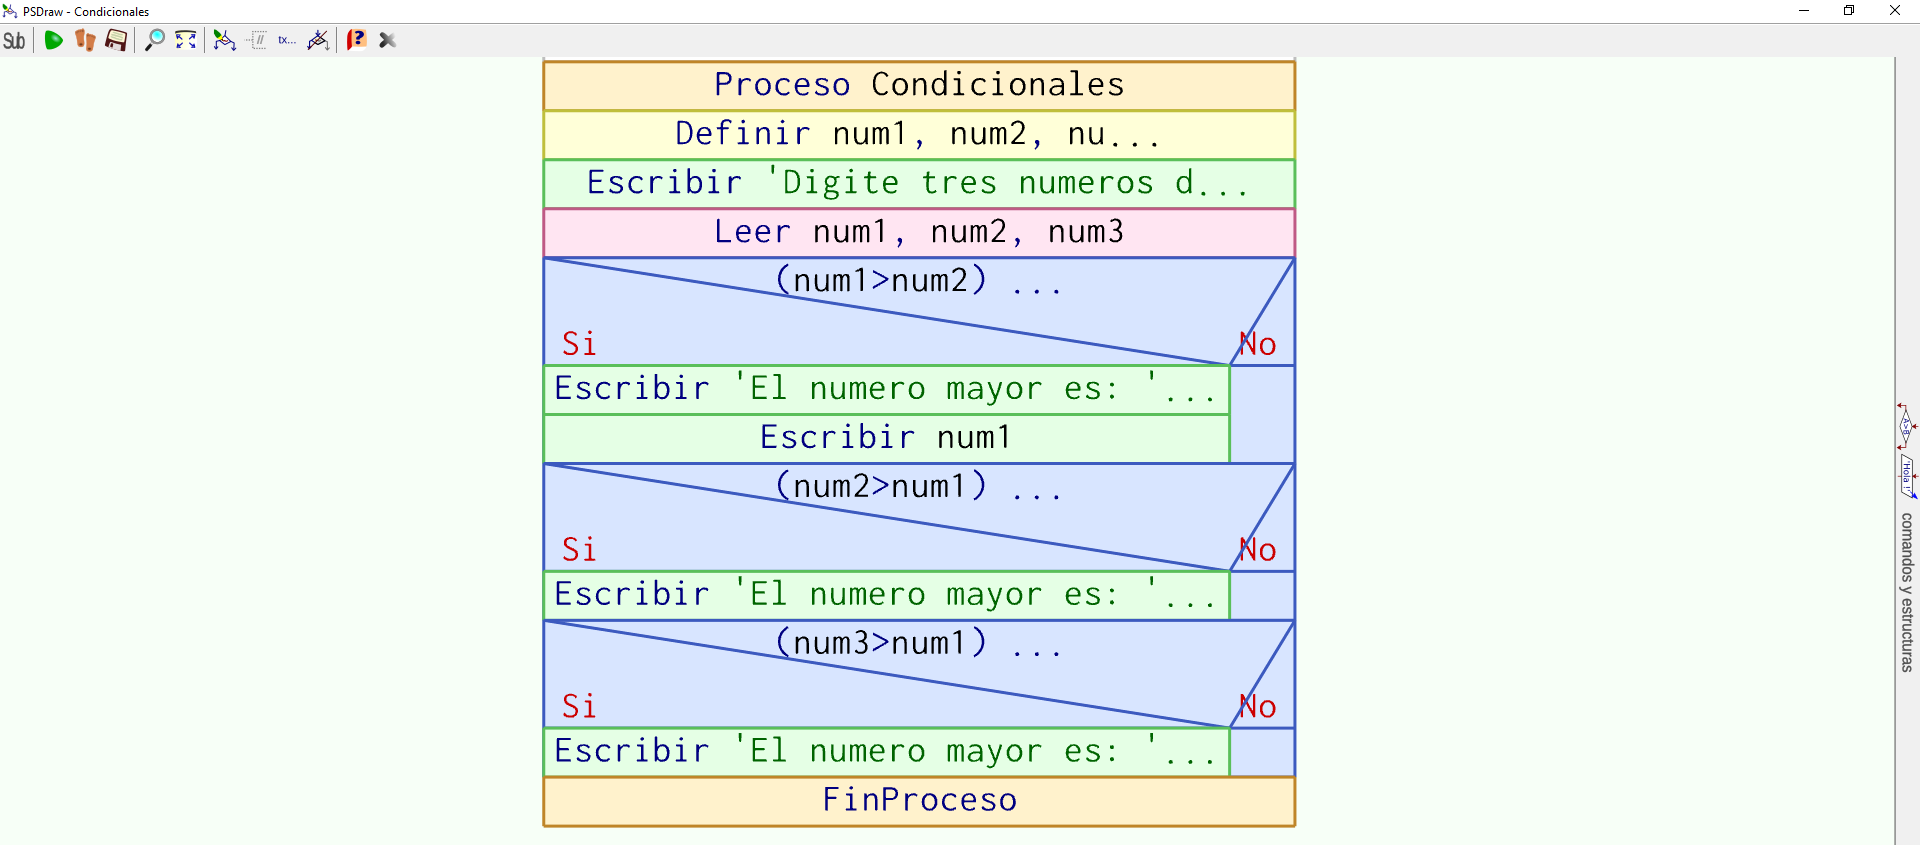 PSDraw - Condicionales
Sub
//
tx...
?
Proceso Condicionales
Definir num1, num2, nu...
Escribir 'Digite tres numeros d...
Leer num1, num2, num3
(num1>num2) ...
Si
No
Escribir 'El numero mayor es: '...
Escribir num1
(num2>num1) ...
Si
No
Escribir 'El numero mayor es: '...
(num3>num1) ...
Si
No
Escribir 'El numero mayor es: '...
FinProceso
A>B
'Hola !'
comandos y estructuras